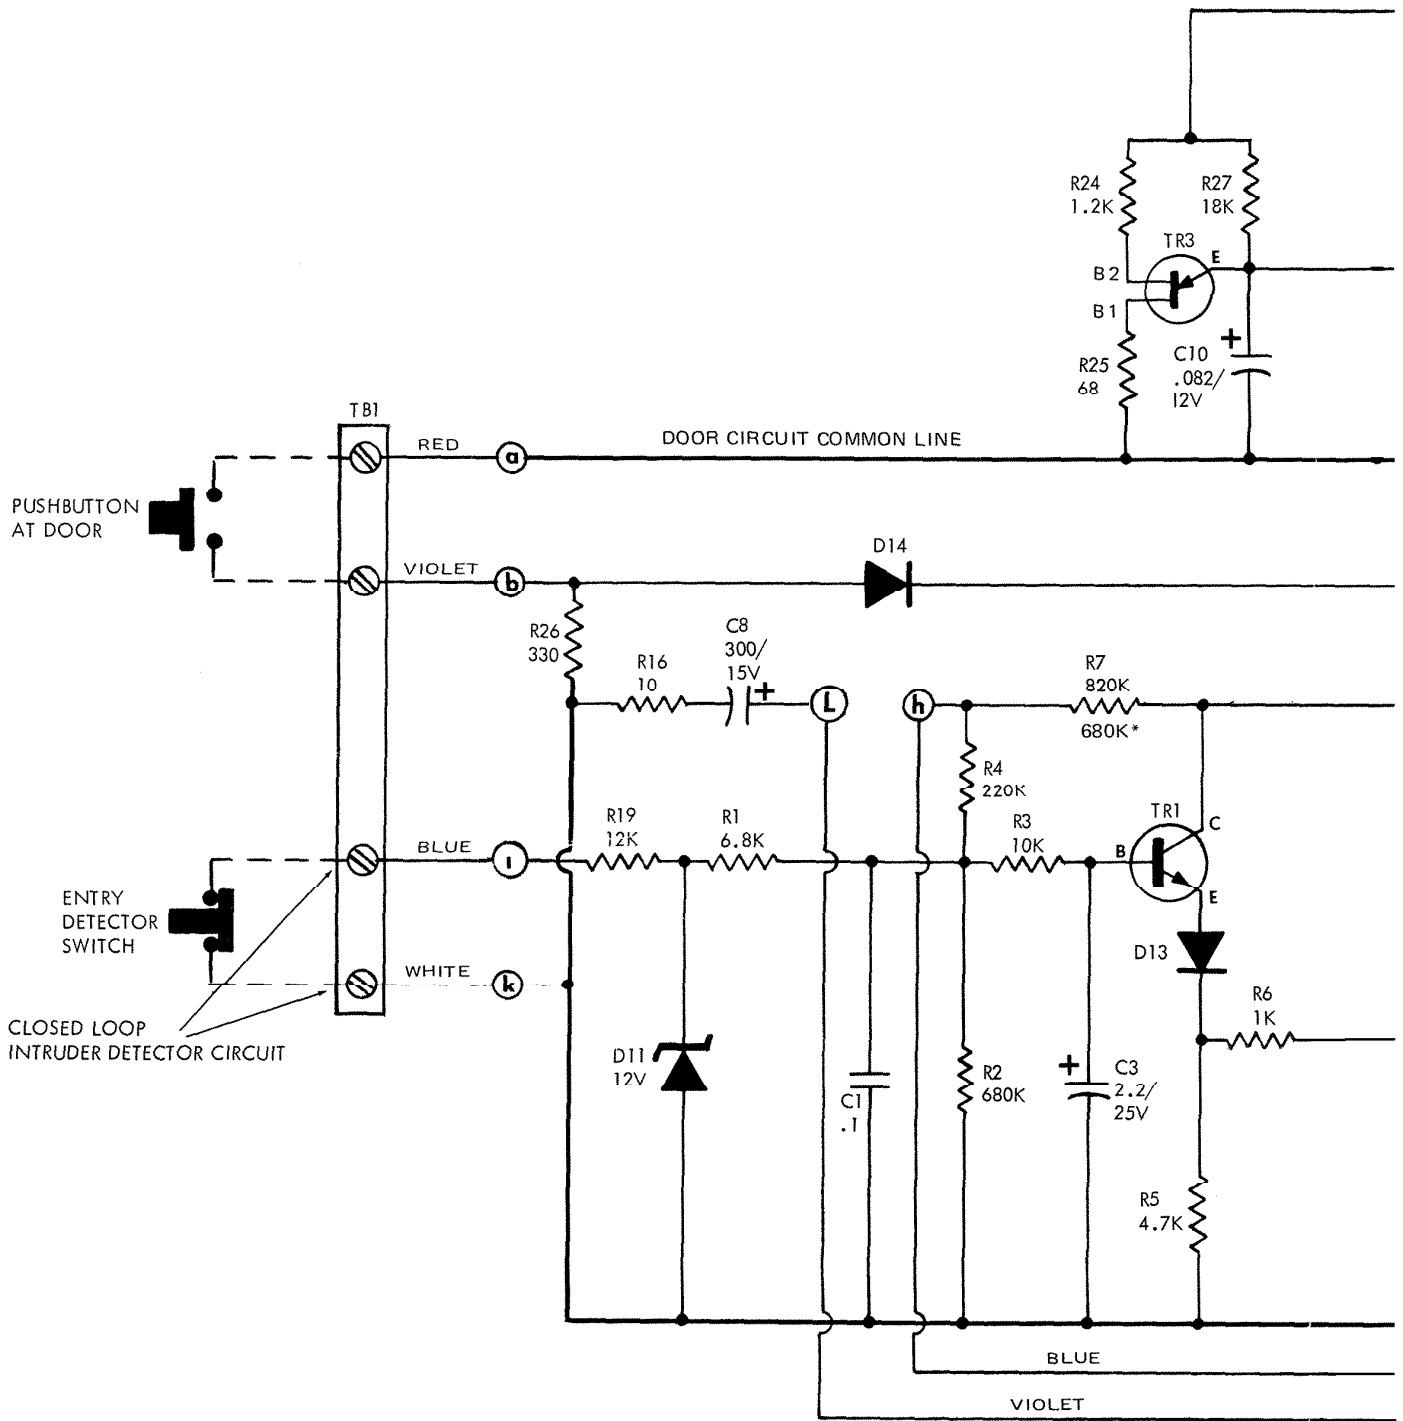 R24
1.2K
R27
18K
TR3
E
B2
B1
R25
68
+
C10
.082/
12V
TB1
RED
a
DOOR CIRCUIT COMMON LINE
PUSHBUTTON
AT DOOR
VIOLET
b
D14
R26
330
R16
10
C8
300/
15V
+
L
h
R7
820K
680K*
R4
220K
R19
12K
R1
6.8K
R3
10K
TR1
C
B
E
BLUE
i
ENTRY
DETECTOR
SWITCH
WHITE
k
D13
R6
1K
CLOSED LOOP
INTRUDER DETECTOR CIRCUIT
D11
12V
C1
.1
R2
680K
+
C3
2.2/
25V
R5
4.7K
BLUE
VIOLET